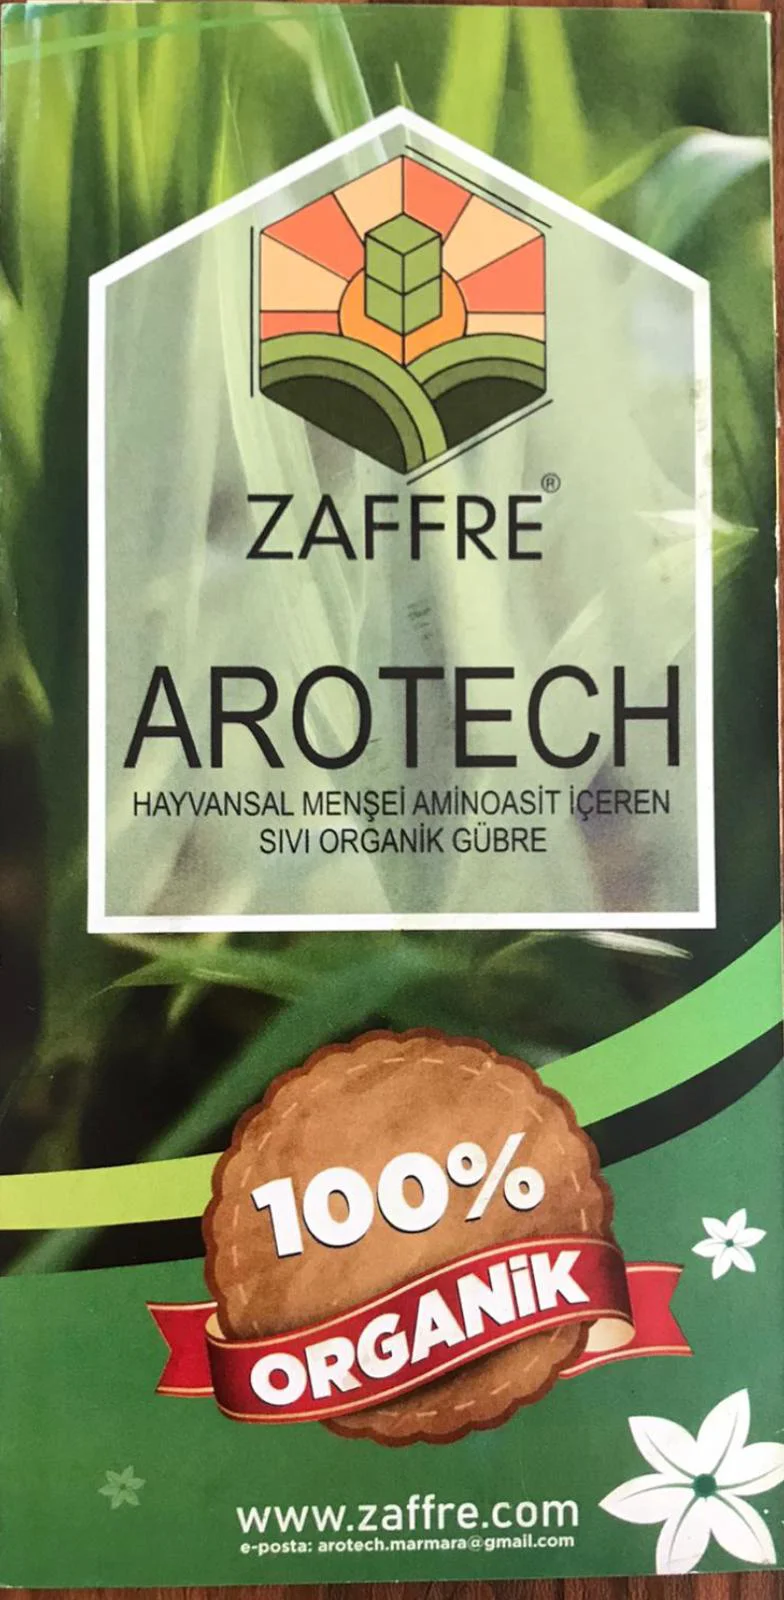 ZAFFRE®
AROTECH
HAYVANSAL MENŞEİ AMİNOASİT İÇEREN
SIVI ORGANİK GÜBRE
100%
ORGANİK
www.zaffre.com
e-posta: arotech.marmara@gmail.com